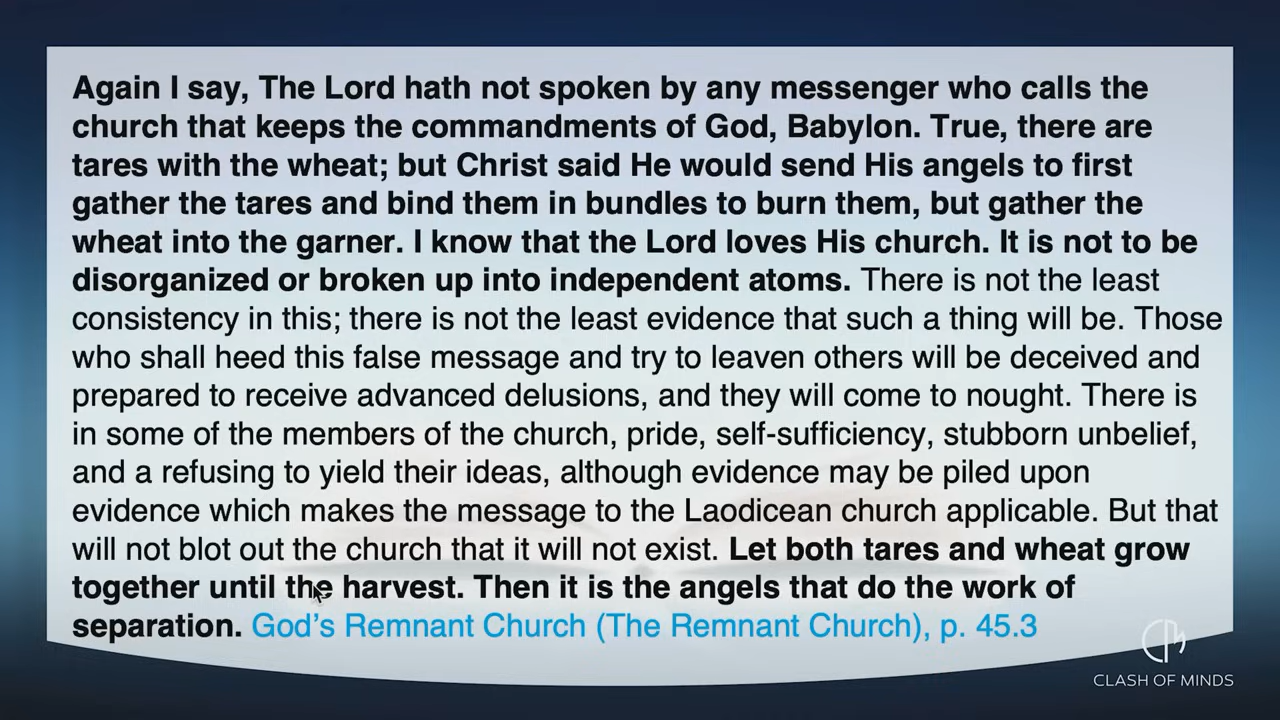 Again I say, The Lord hath not spoken by any messenger who calls the
church that keeps the commandments of God, Babylon. True, there are
tares with the wheat; but Christ said He would send His angels to first
gather the tares and bind them in bundles to burn them, but gather the
wheat into the garner. I know that the Lord loves His church. It is not to be
disorganized or broken up into independent atoms. There is not the least
consistency in this; there is not the least evidence that such a thing will be. Those
who shall heed this false message and try to leaven others will be deceived and
prepared to receive advanced delusions, and they will come to nought. There is
in some of the members of the church, pride, self-sufficiency, stubborn unbelief,
and a refusing to yield their ideas, although evidence may be piled upon
evidence which makes the message to the Laodicean church applicable. But that
will not blot out the church that it will not exist. Let both tares and wheat grow
together until the harvest. Then it is the angels that do the work of
separation. God’s Remnant Church (The Remnant Church), p. 45.3
CLASH OF MINDS